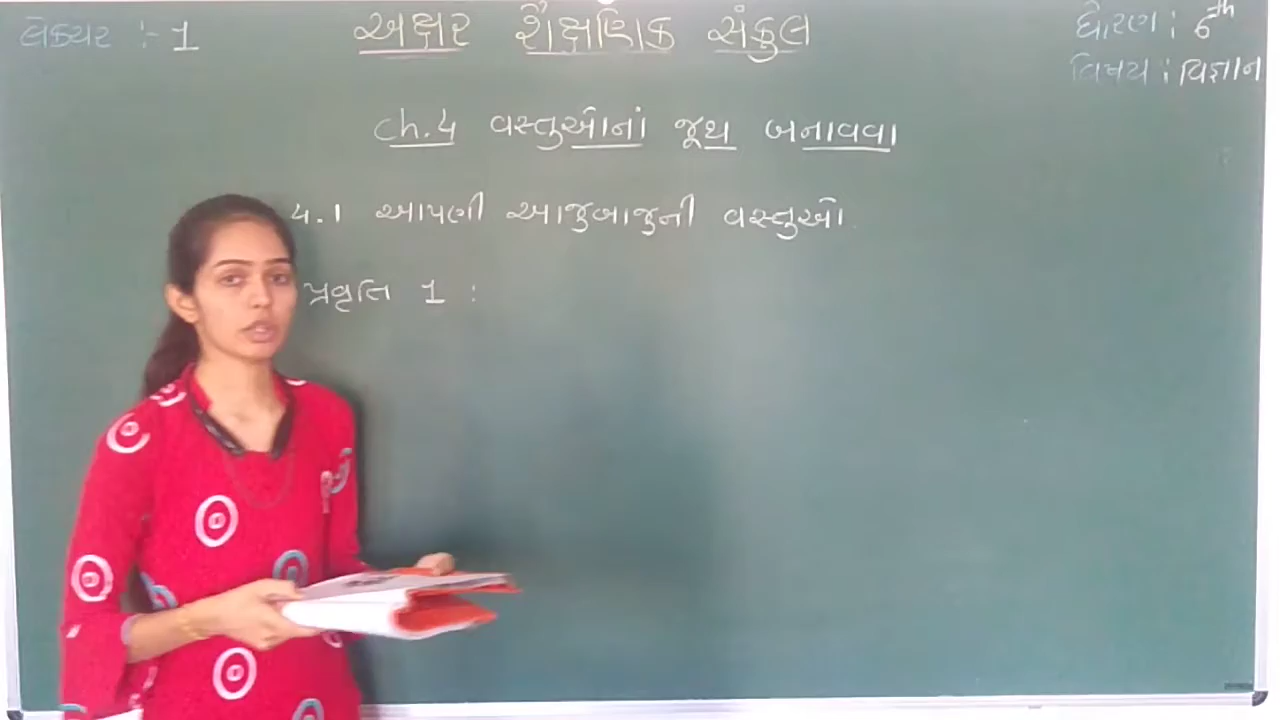 લેક્ચર :- 1
અક્ષર શૈક્ષણિક સંકુલ
ધોરણ : 6th
વિષય : વિજ્ઞાન
ch.4 વસ્તુઓનાં જૂથ બનાવવા
4.1 આપણી આજુબાજુની વસ્તુઓ
પ્રવૃતિ 1 :